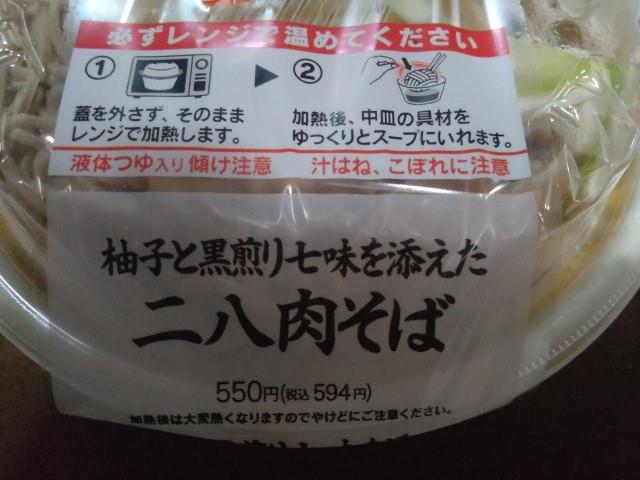 必ずレンジで温めてください
① ▶ ②
蓋を外さず、そのまま
レンジで加熱します。
加熱後、中皿の具材を
ゆっくりとスープにいれます。
液体つゆ入り傾け注意
汁はね、こぼれに注意
柚子と黒煎り七味を添えた
二八肉そば
550円(税込594円)
加熱後は大変熱くなりますのでやけどにご注意ください。